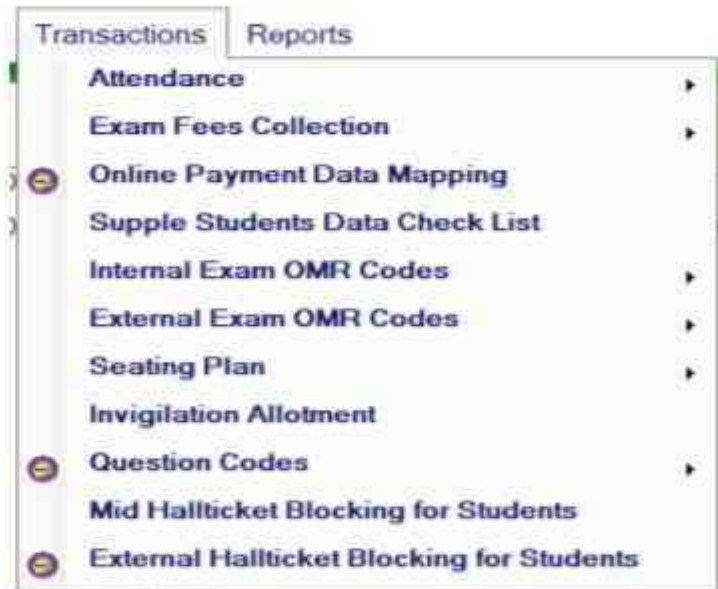 Transactions Reports
Attendance
Exam Fees Collection
Online Payment Data Mapping
Supple Students Data Check List
Internal Exam OMR Codes
External Exam OMR Codes
Seating Plan
Invigilation Allotment
Question Codes
Mid Hallticket Blocking for Students
External Hallticket Blocking for Students